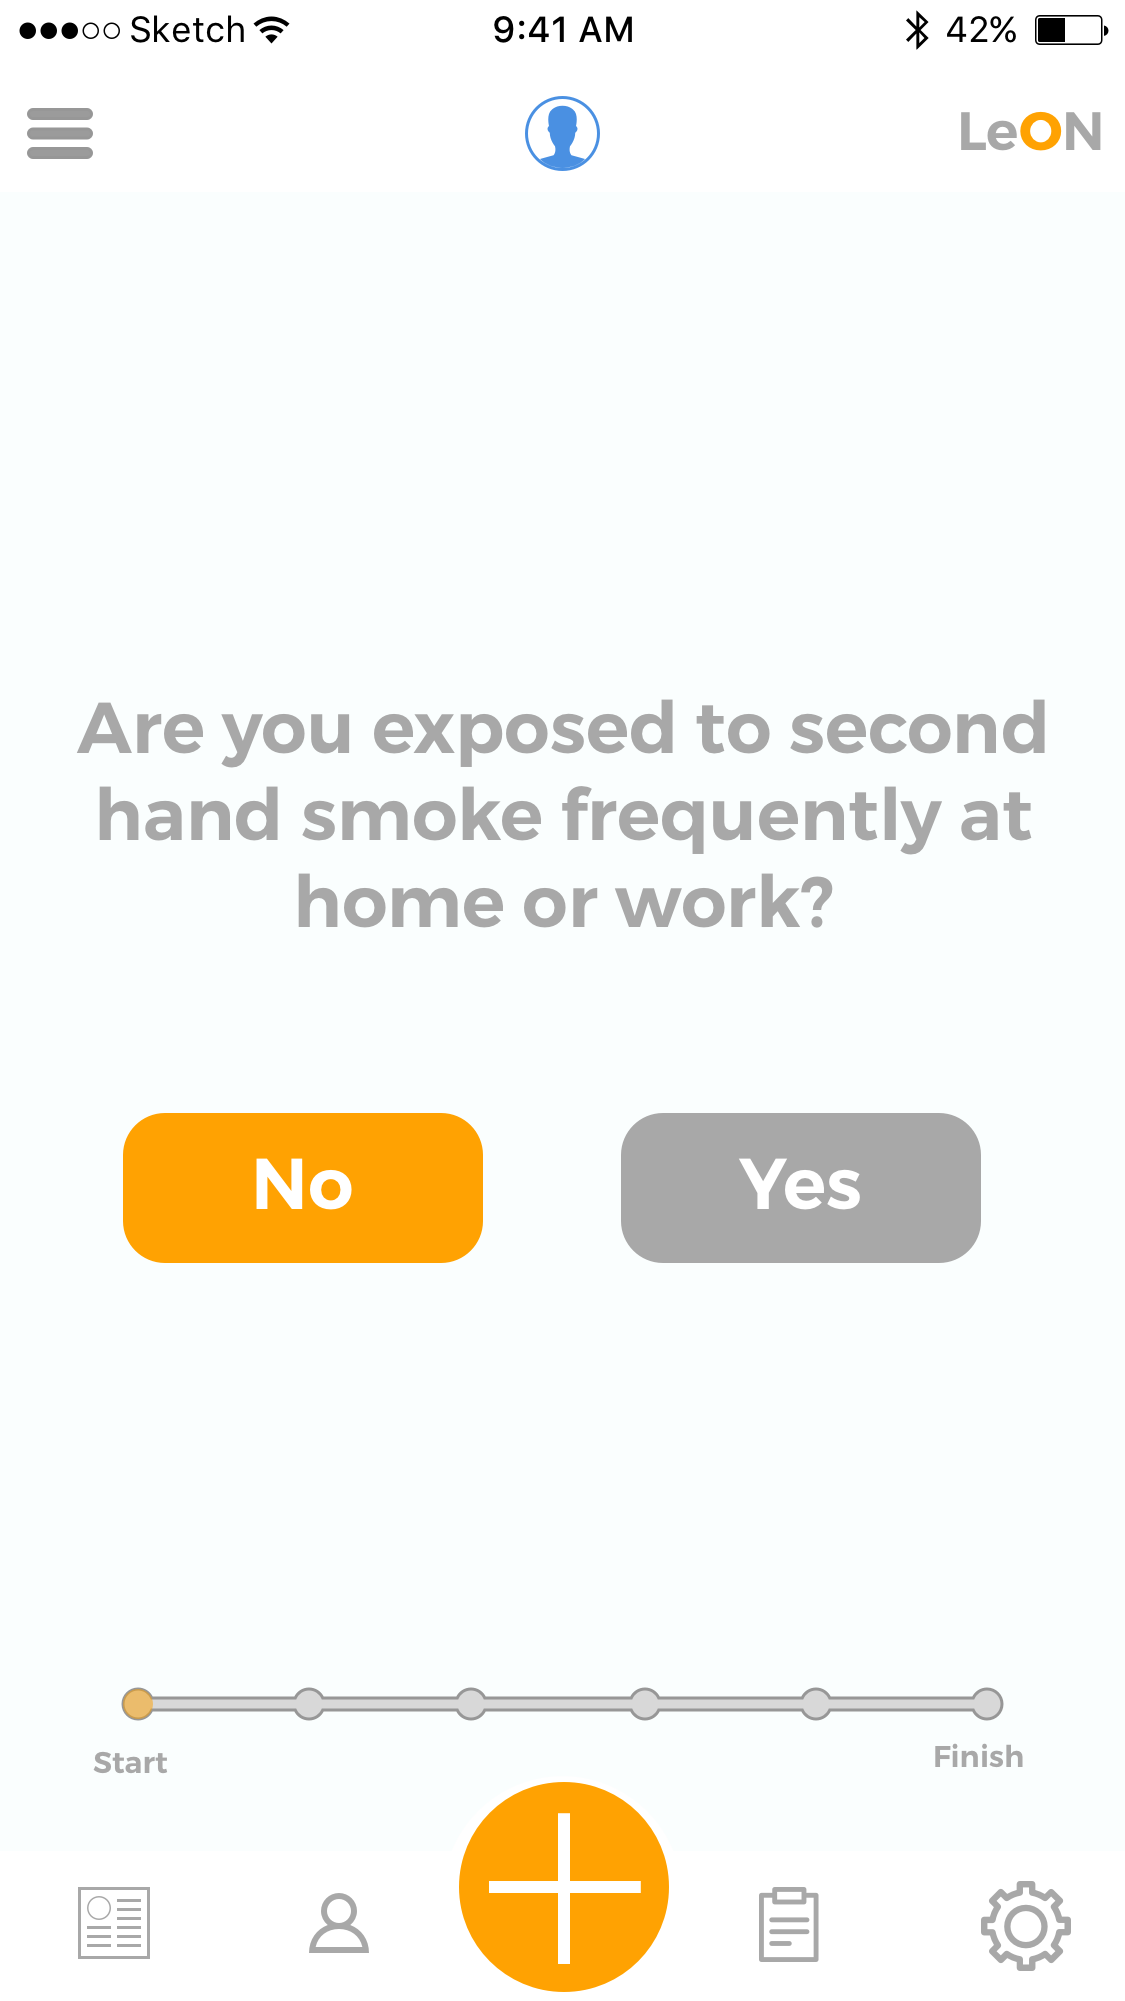 Sketch 9:41 AM 42%
LeON
Are you exposed to second
hand smoke frequently at
home or work?
No Yes
Start Finish